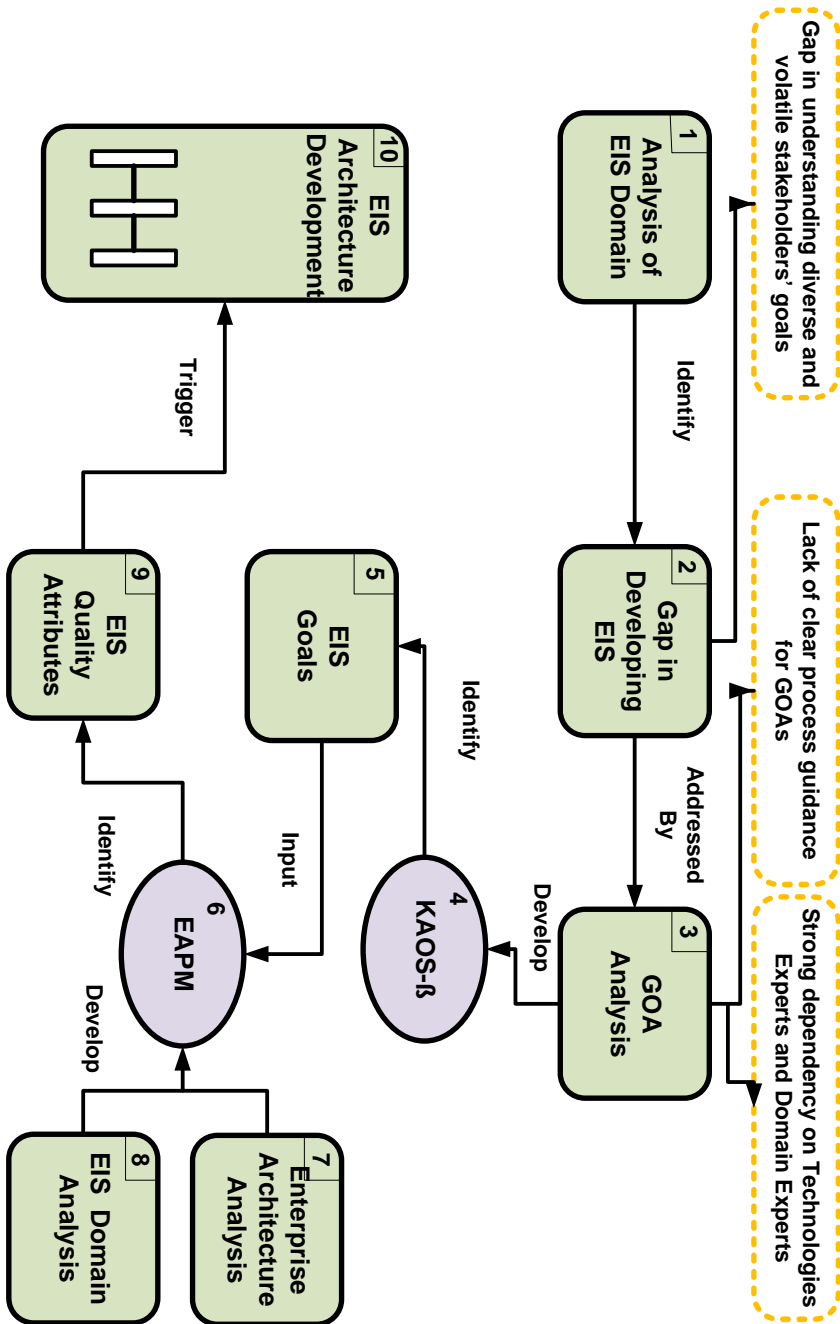 Gap in understanding diverse and
volatile stakeholders' goals
Lack of clear process guidance
for GOAs
Strong dependency on Technologies
Experts and Domain Experts
1
Analysis of
EIS Domain
Identify
2
Gap in
Developing
EIS
Addressed
By
3
GOA
Analysis
Develop
4
KAOS-ß
Identify
5
EIS
Goals
Input
6
EAPM
Develop
7
Enterprise
Architecture
Analysis
8
EIS Domain
Analysis
Identify
9
EIS
Quality
Attributes
Trigger
10
EIS
Architecture
Development